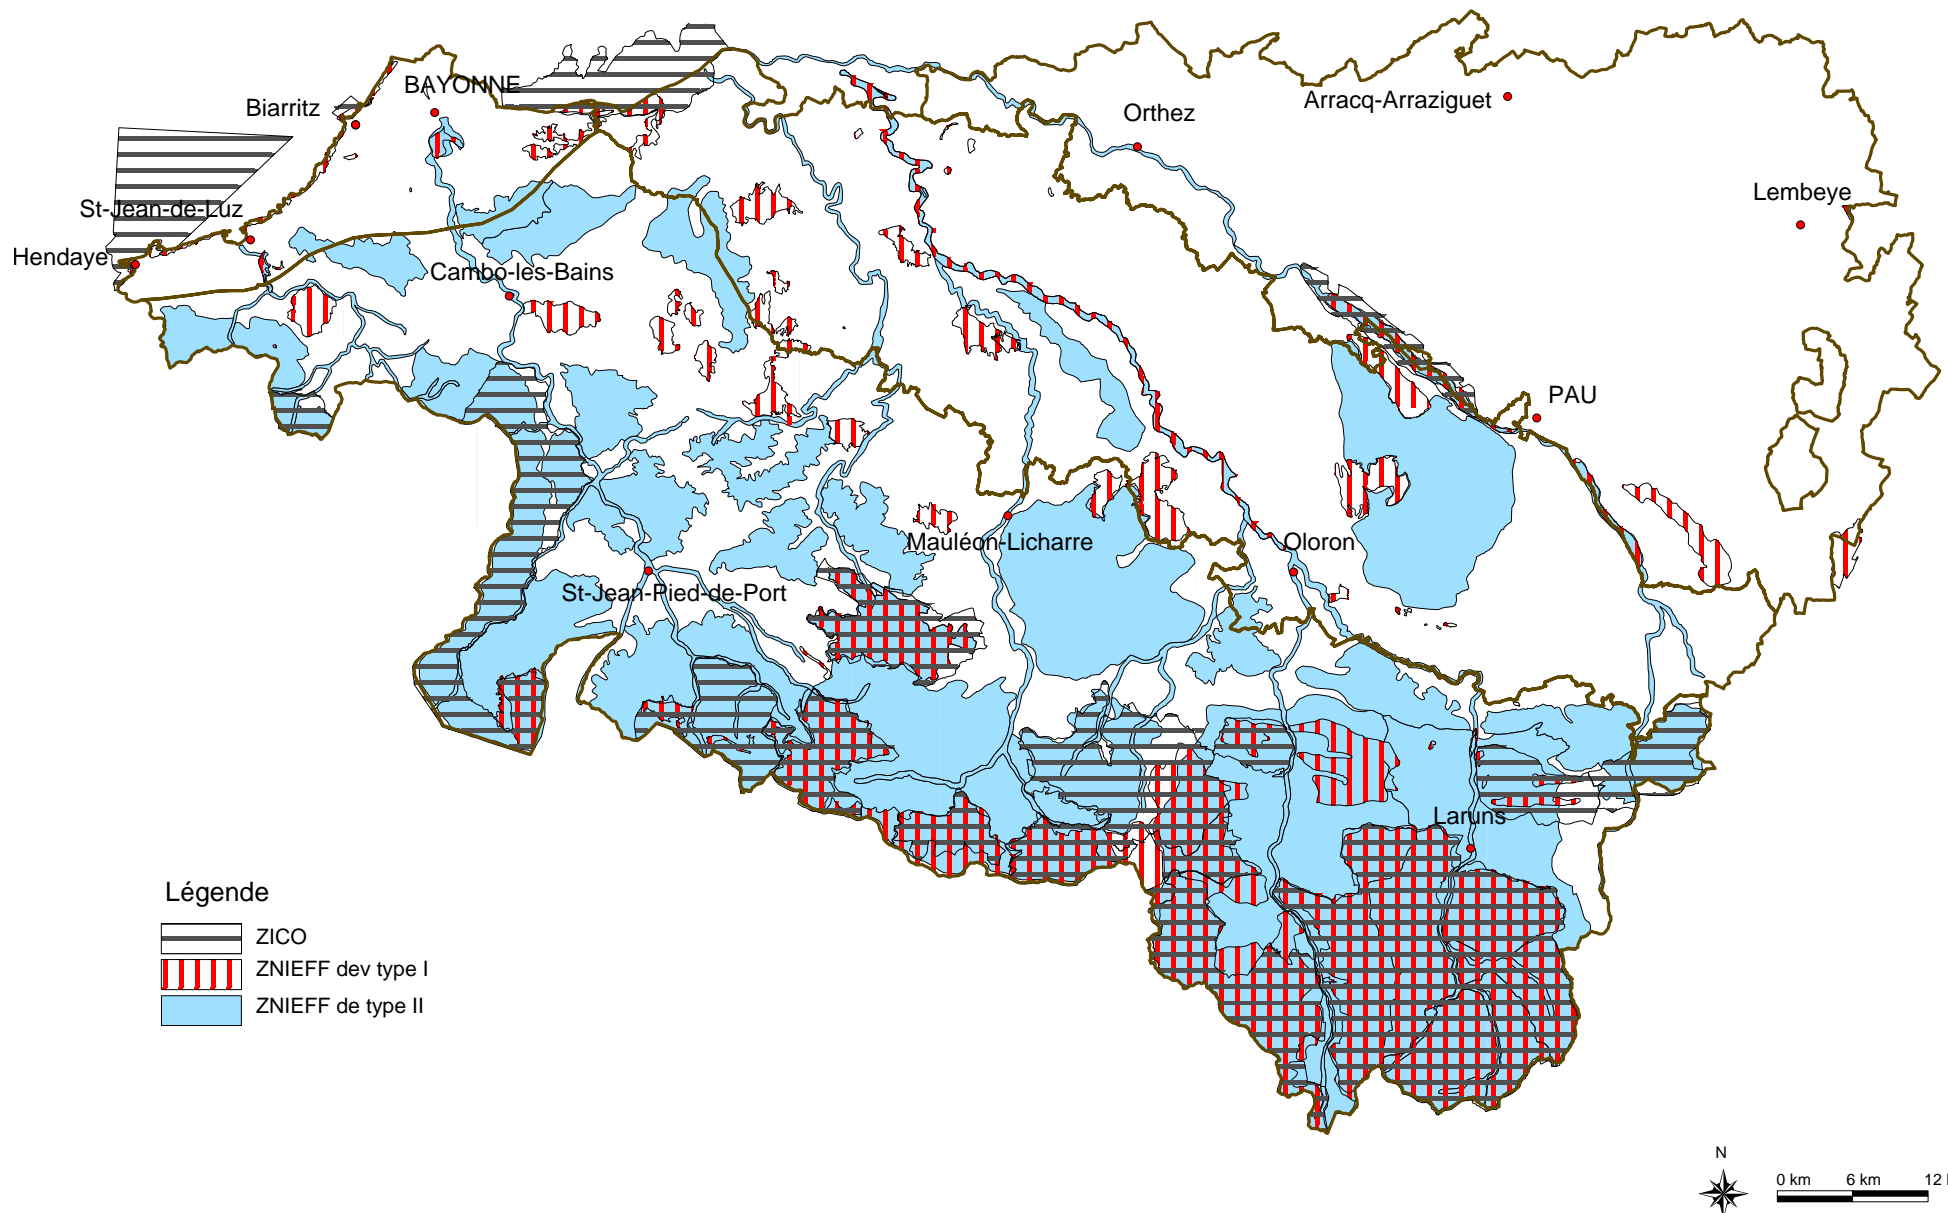 BAYONNE
Biarritz
Arracq-Arraziguet
Orthez
Lembeye
St-Jean-de-Luz
Hendaye
Cambo-les-Bains
PAU
Mauléon-Licharre
Oloron
St-Jean-Pied-de-Port
Laruns
Légende
ZICO
ZNIEFF dev type I
ZNIEFF de type II
N
0 km 6 km 12